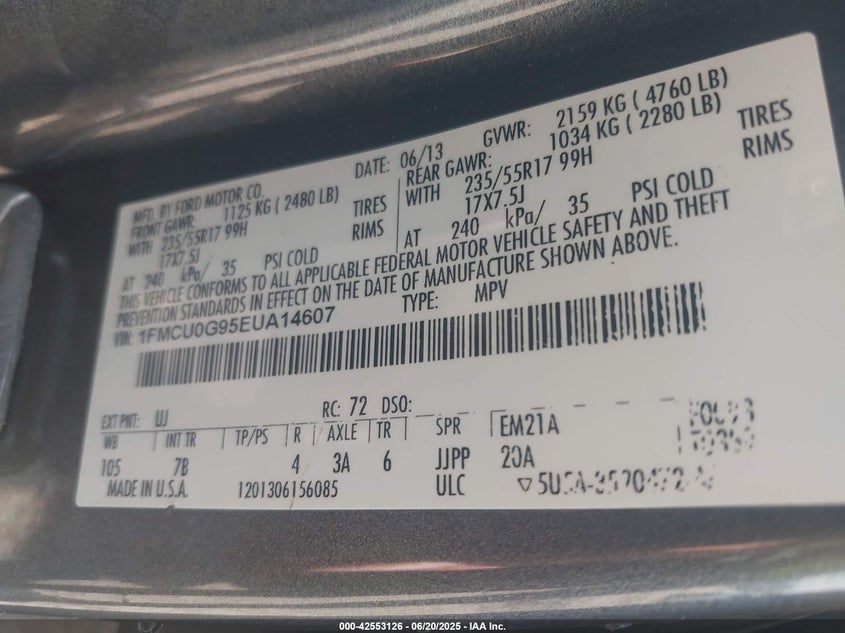 MFD. BY FORD MOTOR CO. DATE: 06/13 GVWR: 2159 KG ( 4760 LB)
FRONT GAWR: 1125 KG ( 2480 LB) REAR GAWR: 1034 KG ( 2280 LB)
WITH 235/55R17 99H TIRES WITH 235/55R17 99H TIRES
17X7.5J RIMS 17X7.5J RIMS
AT 240 kPa/ 35 PSI COLD AT 240 kPa/ 35 PSI COLD
THIS VEHICLE CONFORMS TO ALL APPLICABLE FEDERAL MOTOR VEHICLE SAFETY AND THEFT
PREVENTION STANDARDS IN EFFECT ON THE DATE OF MANUFACTURE SHOWN ABOVE.
VIN: 1FMCU0G95EUA14607 TYPE: MPV
EXT PNT: UJ RC: 72 DSO:
WB INT TR TP/PS R AXLE TR SPR EM21A
105 7B 4 3A 6 JJPP 20A
MADE IN U.S.A. 1201306156085 ULC
000-42553126 - 06/20/2025 - IAA Inc.